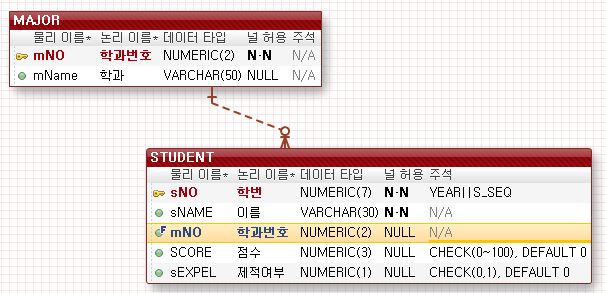 MAJOR
물리 이름* 논리 이름* 데이터 타입 널 허용 주석
mNO 학과번호 NUMERIC(2) N·N N/A
mName 학과 VARCHAR(50) NULL N/A
STUDENT
물리 이름* 논리 이름* 데이터 타입 널 허용 주석
sNO 학번 NUMERIC(7) N·N YEAR||S_SEQ
sNAME 이름 VARCHAR(30) N·N N/A
F mNO 학과번호 NUMERIC(2) NULL N/A
SCORE 점수 NUMERIC(3) NULL CHECK(0~100), DEFAULT 0
sEXPEL 제적여부 NUMERIC(1) NULL CHECK(0,1), DEFAULT 0